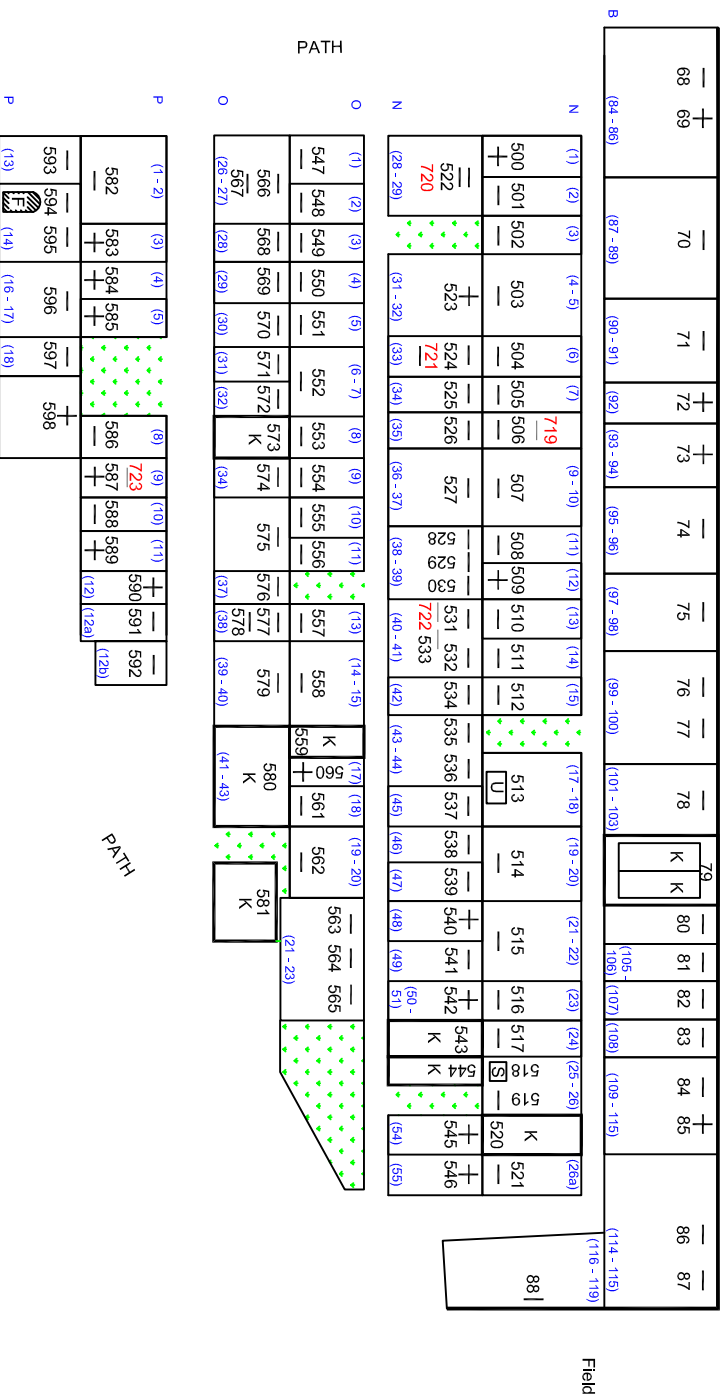 68 69 70 71 72 73 74 75 76 77 78 79 80 81 82 83 84 85 86 87
K K
B (84 - 86) (87 - 89) (90 - 91) (92) (93 - 94) (95 - 96) (97 - 98) (99 - 100) (101 - 103) (105 - 106) (107) (108) (109 - 115) (114 - 115)
(116 - 119)
Field
88
N (1) (2) (3) (4 - 5) (6) (7) (9 - 10) (11) (12) (13) (14) (15) (17 - 18) (19 - 20) (21 - 22) (23) (24) (25 - 26) (26a)
719
K
500 501 502 503 504 505 506 507 508 509 510 511 512 513 514 515 516 517 518 519 520 521
U S
522 523 524 525 526 527 528 529 530 531 532 533 534 535 536 537 538 539 540 541 542 543 544 545 546
720 721 722
K K
N (28 - 29) (31 - 32) (33) (34) (35) (36 - 37) (38 - 39) (40 - 41) (42) (43 - 44) (45) (46) (47) (48) (49) (50 - 51) (54) (55)
PATH
O (1) (2) (3) (4) (5) (6 - 7) (8) (9) (10) (11) (13) (14 - 15) (17) (18) (19 - 20)
K
547 548 549 550 551 552 553 554 555 556 557 558 559 560 561 562 563 564 565
(21 - 23)
566 567 568 569 570 571 572 573 574 575 576 577 578 579 580 581
K K K
O (26 - 27) (28) (29) (30) (31) (32) (34) (37) (38) (39 - 40) (41 - 43)
PATH
P (1 - 2) (3) (4) (5) (8) (9) (10) (11)
723
582 583 584 585 586 587 588 589 590 591 592
(12) (12a) (12b)
593 594 595 596 597 598
F
P (13) (14) (16 - 17) (18)